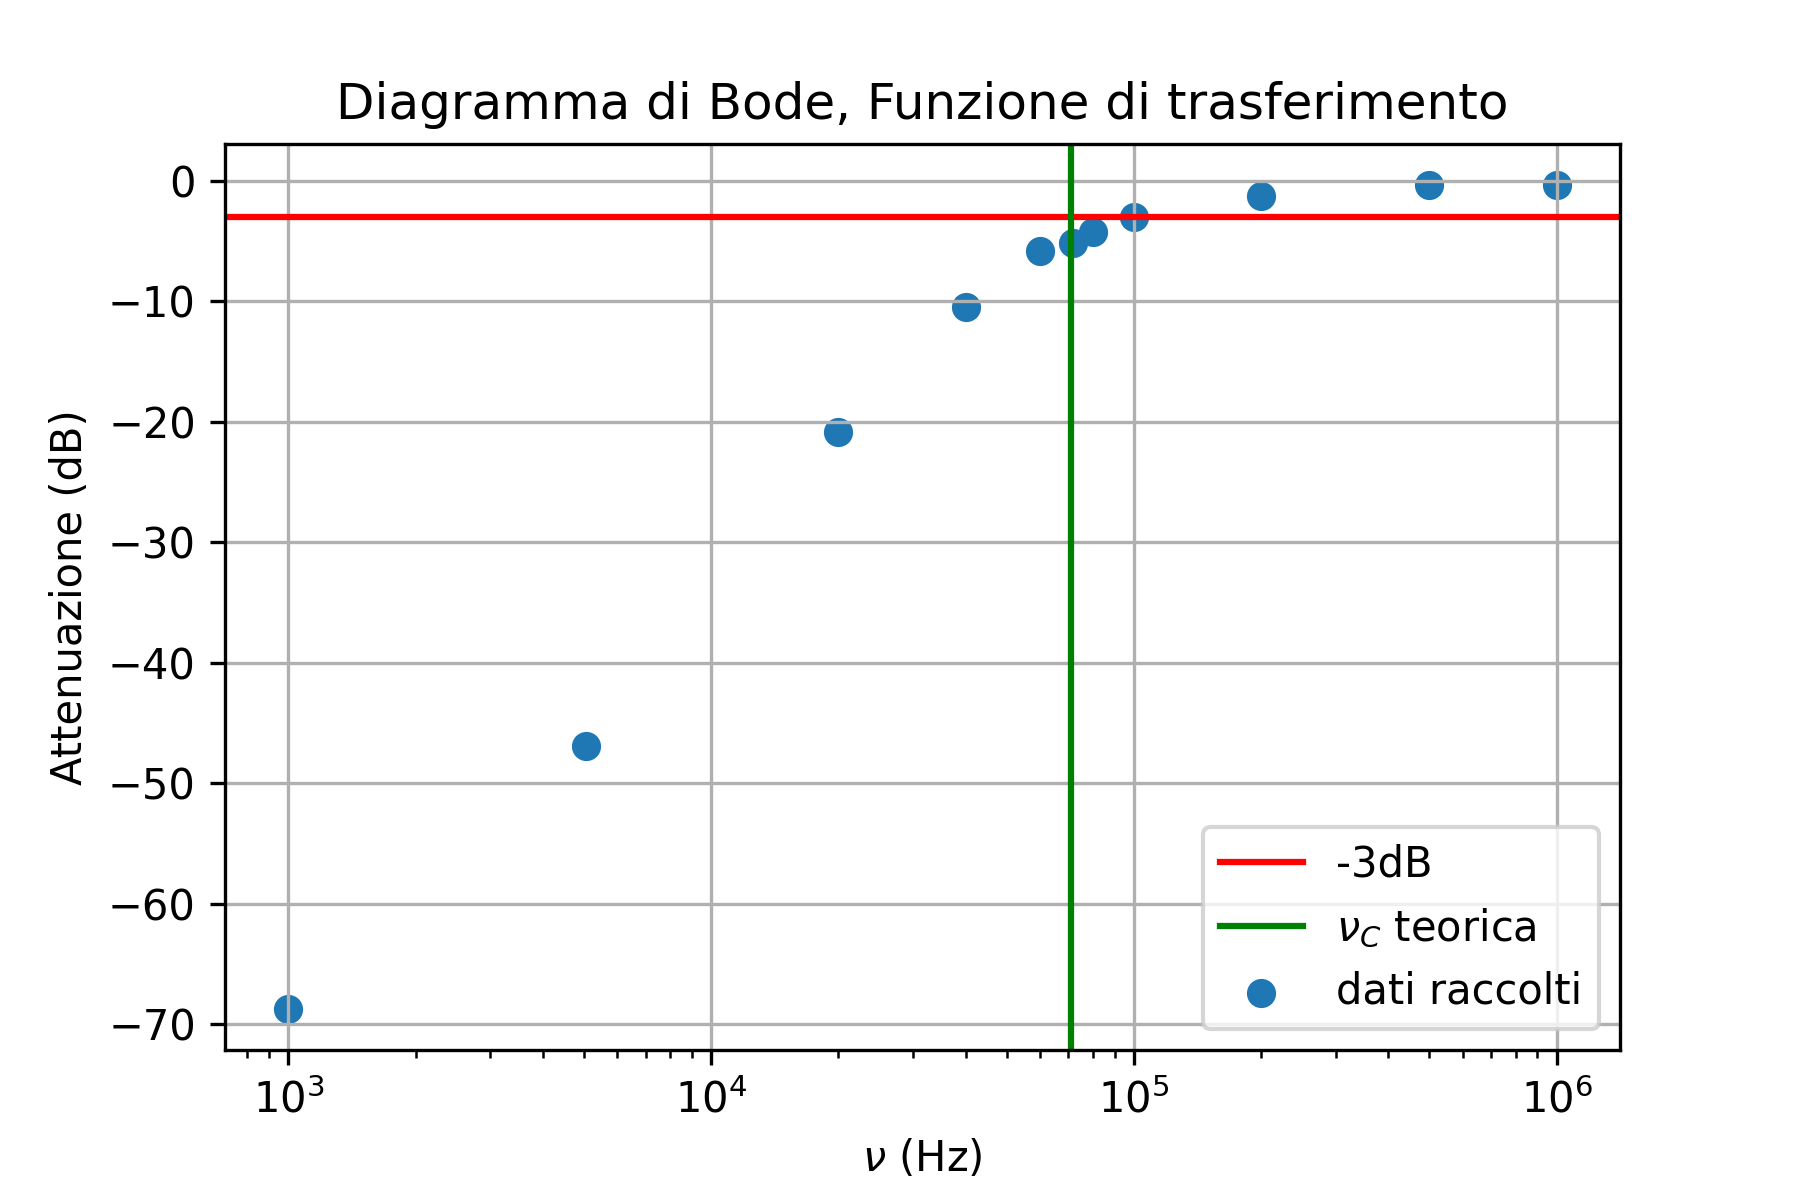 Diagramma di Bode, Funzione di trasferimento
Attenuazione (dB)
0
−10
−20
−30
−40
−50
−60
−70
-3dB
ν_C teorica
dati raccolti
10³
10⁴
10⁵
10⁶
ν (Hz)